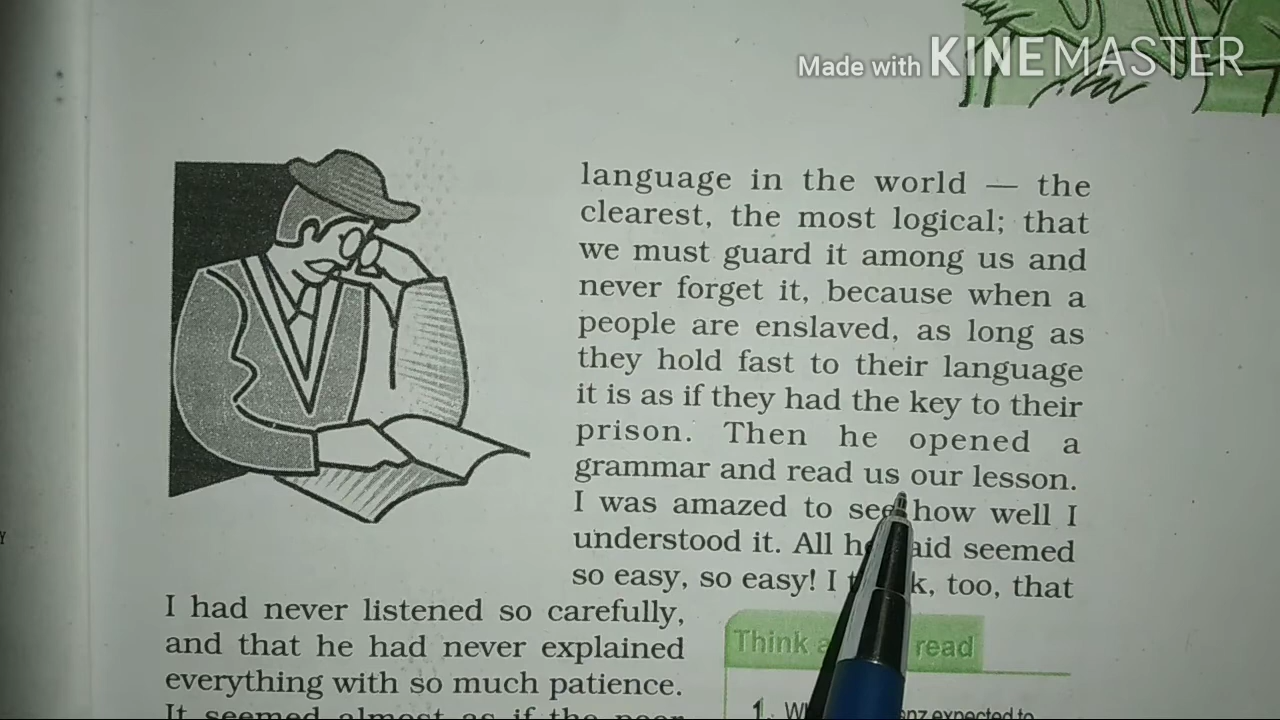 Made with KINEMASTER
language in the world — the
clearest, the most logical; that
we must guard it among us and
never forget it, because when a
people are enslaved, as long as
they hold fast to their language
it is as if they had the key to their
prison. Then he opened a
grammar and read us our lesson.
I was amazed to see how well I
understood it. All he said seemed
so easy, so easy! I think, too, that
I had never listened so carefully,
and that he had never explained
everything with so much patience.
It seemed almost as if the poor
Think read
1. expected to